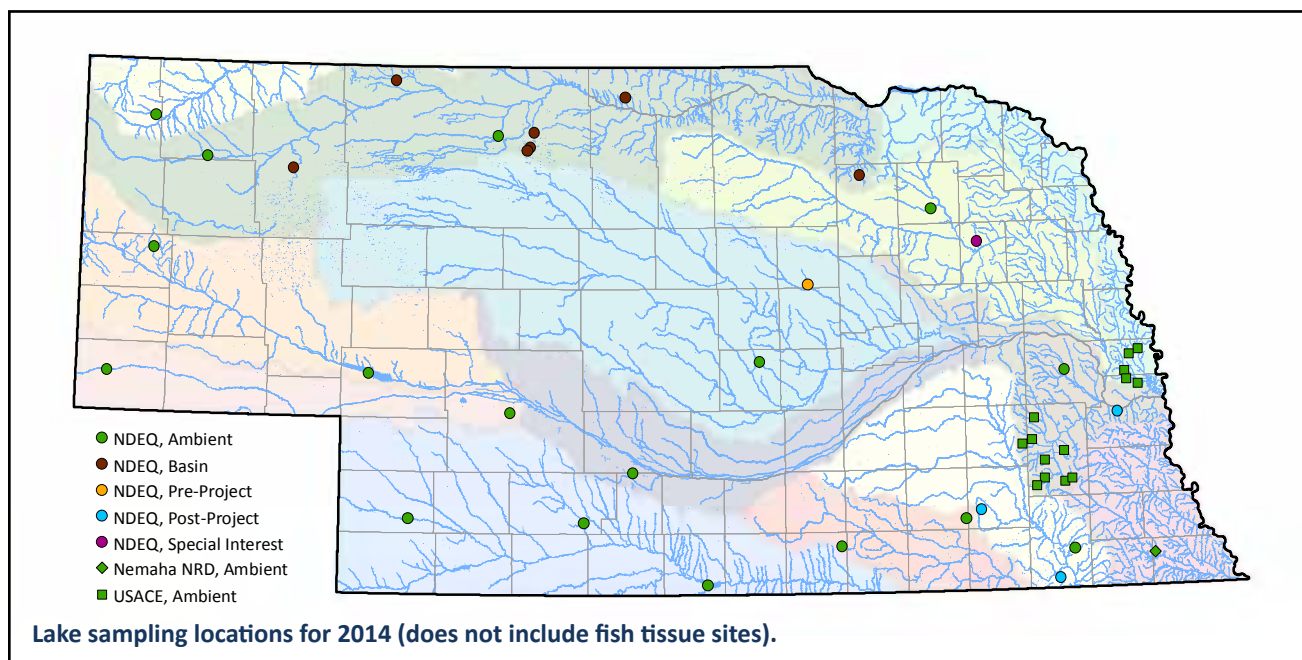 NDEQ, Ambient
NDEQ, Basin
NDEQ, Pre-Project
NDEQ, Post-Project
NDEQ, Special Interest
Nemaha NRD, Ambient
USACE, Ambient
Lake sampling locations for 2014 (does not include fish tissue sites).